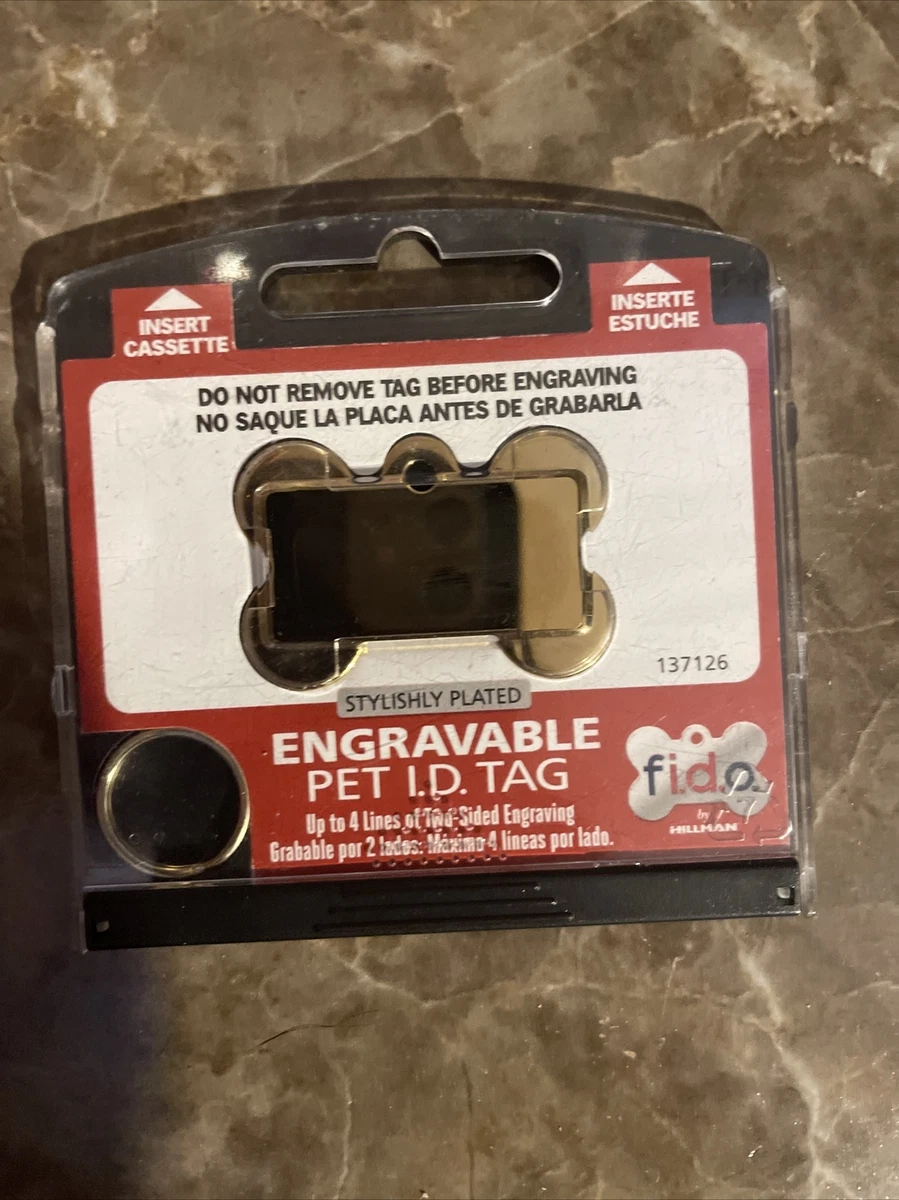 INSERT
CASSETTE
INSERTE
ESTUCHE
DO NOT REMOVE TAG BEFORE ENGRAVING
NO SAQUE LA PLACA ANTES DE GRABARLA
137126
STYLISHLY PLATED
ENGRAVABLE
PET I.D. TAG
Up to 4 Lines of Two-Sided Engraving
Grabable por 2 lados: Máximo 4 lineas por lado.
f.i.d.o.
by
HILLMAN